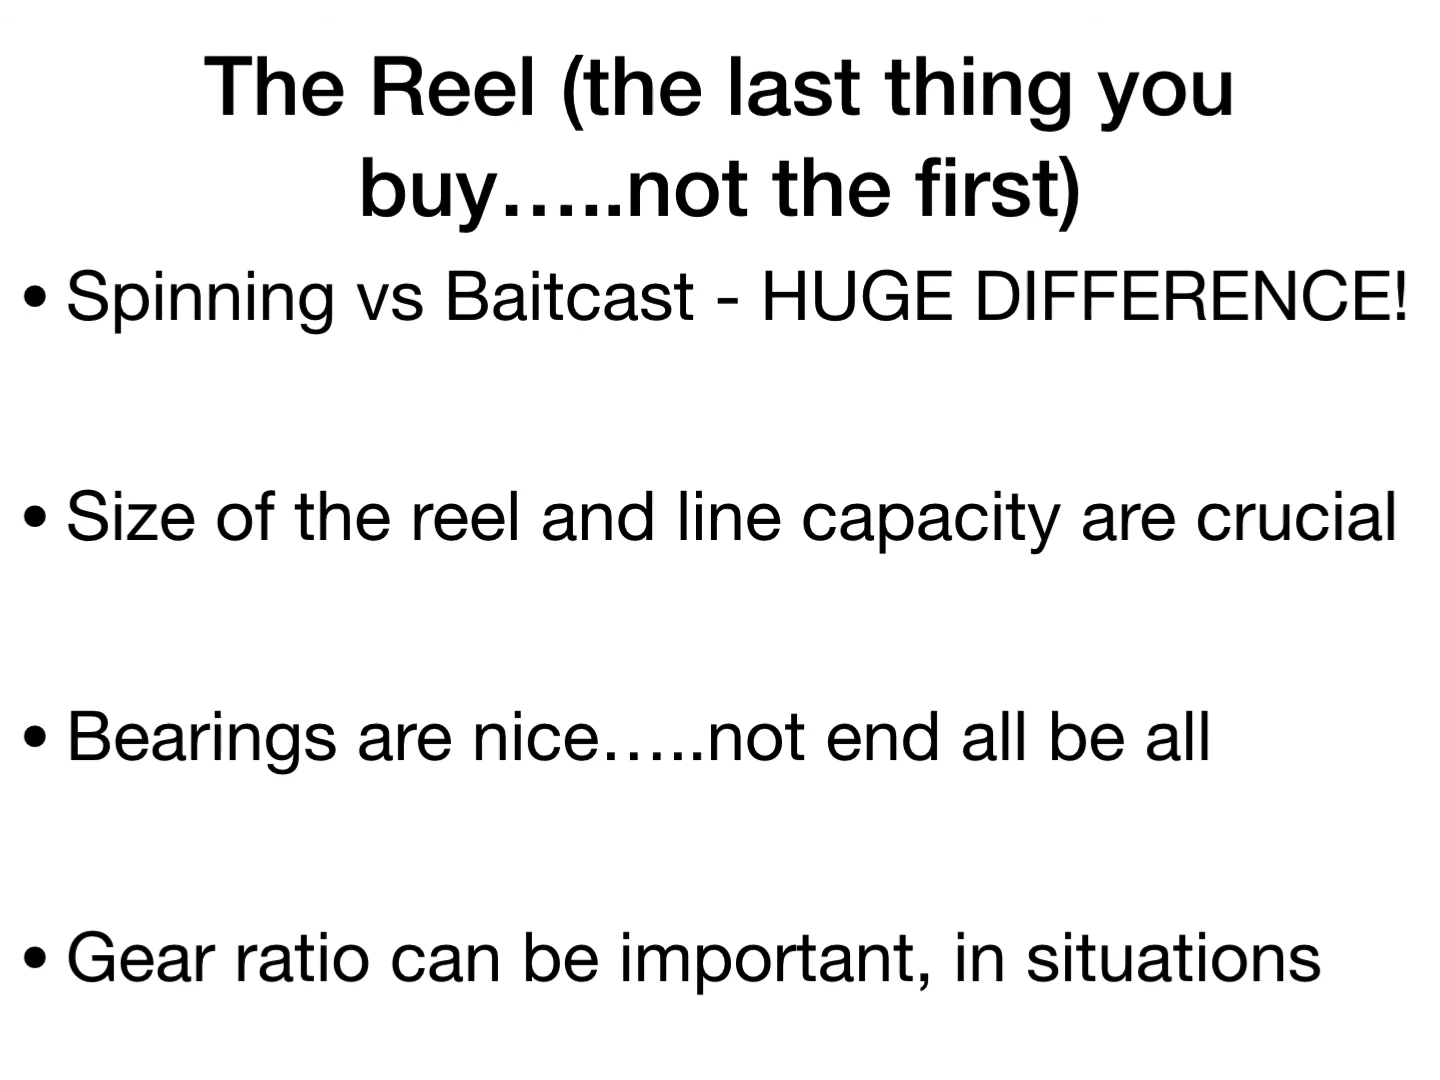 The Reel (the last thing you
buy…..not the first)
• Spinning vs Baitcast - HUGE DIFFERENCE!
• Size of the reel and line capacity are crucial
• Bearings are nice…..not end all be all
• Gear ratio can be important, in situations